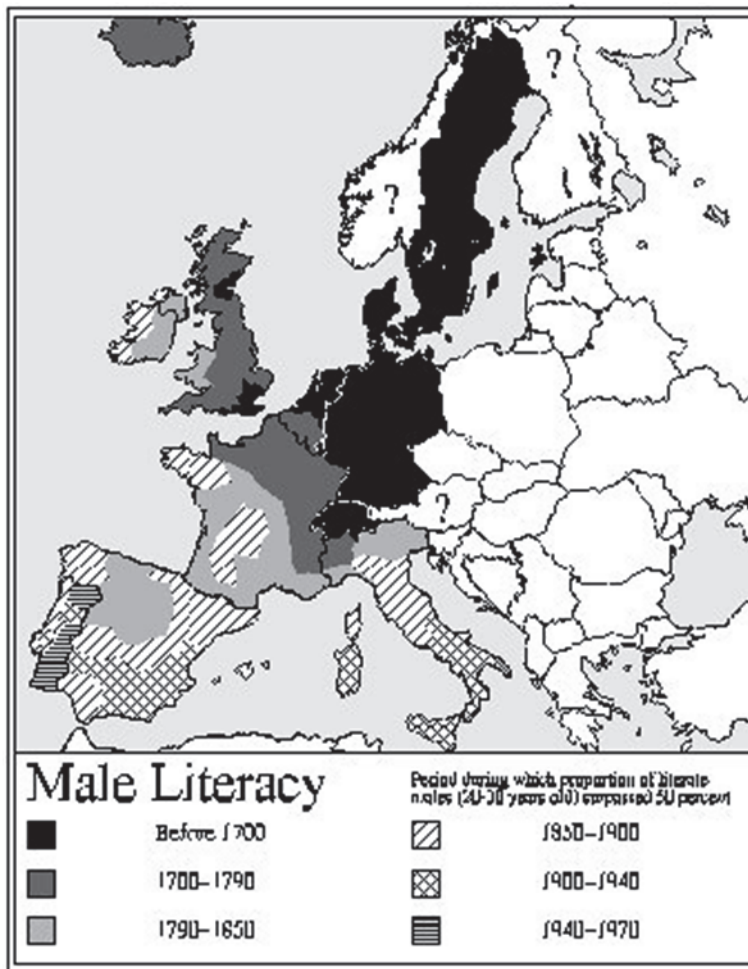 ?
?
?
Male Literacy
Period during which proportion of literate
males (20-30 years old) surpassed 50 percent
Before 1700
1850–1900
1700–1790
1900–1940
1790–1850
1940–1970